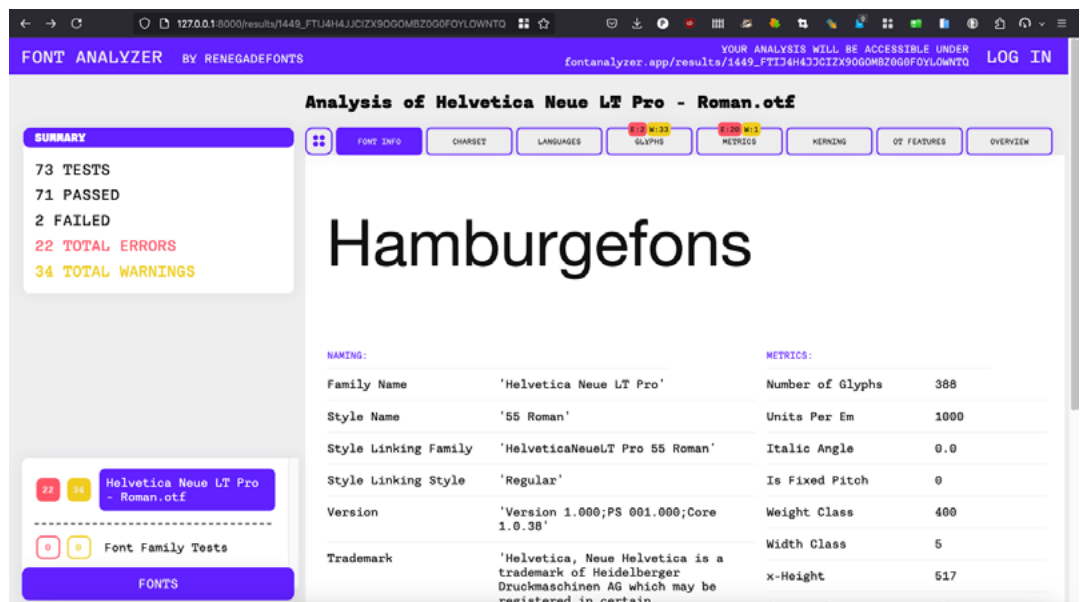 127.0.0.1:8000/results/1449_FTIJ4H4JJCIZX90GOMBZ0G0FOYLOWNTQ
FONT ANALYZER BY RENEGADEFONTS
YOUR ANALYSIS WILL BE ACCESSIBLE UNDER
fontanalyzer.app/results/1449_FTIJ4H4JJCIZX90GOMBZ0G0FOYLOWNTQ
LOG IN
Analysis of Helvetica Neue LT Pro - Roman.otf
SUMMARY
73 TESTS
71 PASSED
2 FAILED
22 TOTAL ERRORS
34 TOTAL WARNINGS
FONT INFO
CHARSET
LANGUAGES
E:2 W:33
GLYPHS
E:20 W:1
METRICS
KERNING
OT FEATURES
OVERVIEW
Hamburgefons
NAMING:
Family Name 'Helvetica Neue LT Pro'
Style Name '55 Roman'
Style Linking Family 'HelveticaNeueLT Pro 55 Roman'
Style Linking Style 'Regular'
Version 'Version 1.000;PS 001.000;Core
1.0.38'
Trademark 'Helvetica, Neue Helvetica is a
trademark of Heidelberger
Druckmaschinen AG which may be
registered in certain
METRICS:
Number of Glyphs 388
Units Per Em 1000
Italic Angle 0.0
Is Fixed Pitch 0
Weight Class 400
Width Class 5
x-Height 517
22 34 Helvetica Neue LT Pro
- Roman.otf
0 0 Font Family Tests
FONTS